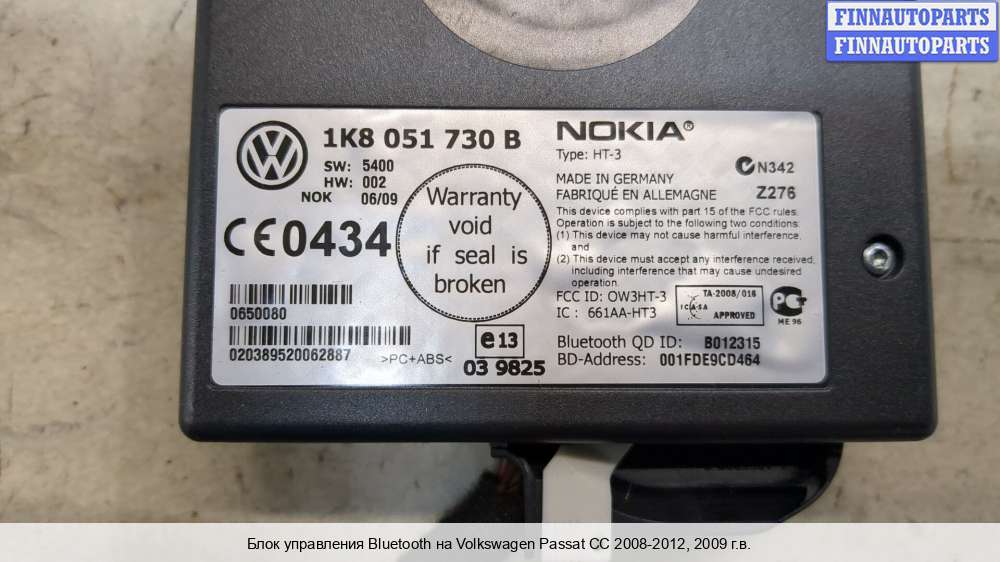 FINNAUTOPARTS
FINNAUTOPARTS
1K8 051 730 B
SW: 5400
HW: 002
NOK 06/09
CE0434
Warranty
void
if seal is
broken
0650080
020389520062887
>PC+ABS<
e13
03 9825
NOKIA®
Type: HT-3
MADE IN GERMANY
FABRIQUÉ EN ALLEMAGNE
N342
Z276
This device complies with part 15 of the FCC rules.
Operation is subject to the following two conditions:
(1) This device may not cause harmful interference,
and
(2) This device must accept any interference received,
including interference that may cause undesired
operation.
FCC ID: OW3HT-3
IC : 661AA-HT3
ICASA
TA-2008/016
APPROVED
ME 96
Bluetooth QD ID: B012315
BD-Address: 001FDE9CD464
Блок управления Bluetooth на Volkswagen Passat CC 2008-2012, 2009 г.в.